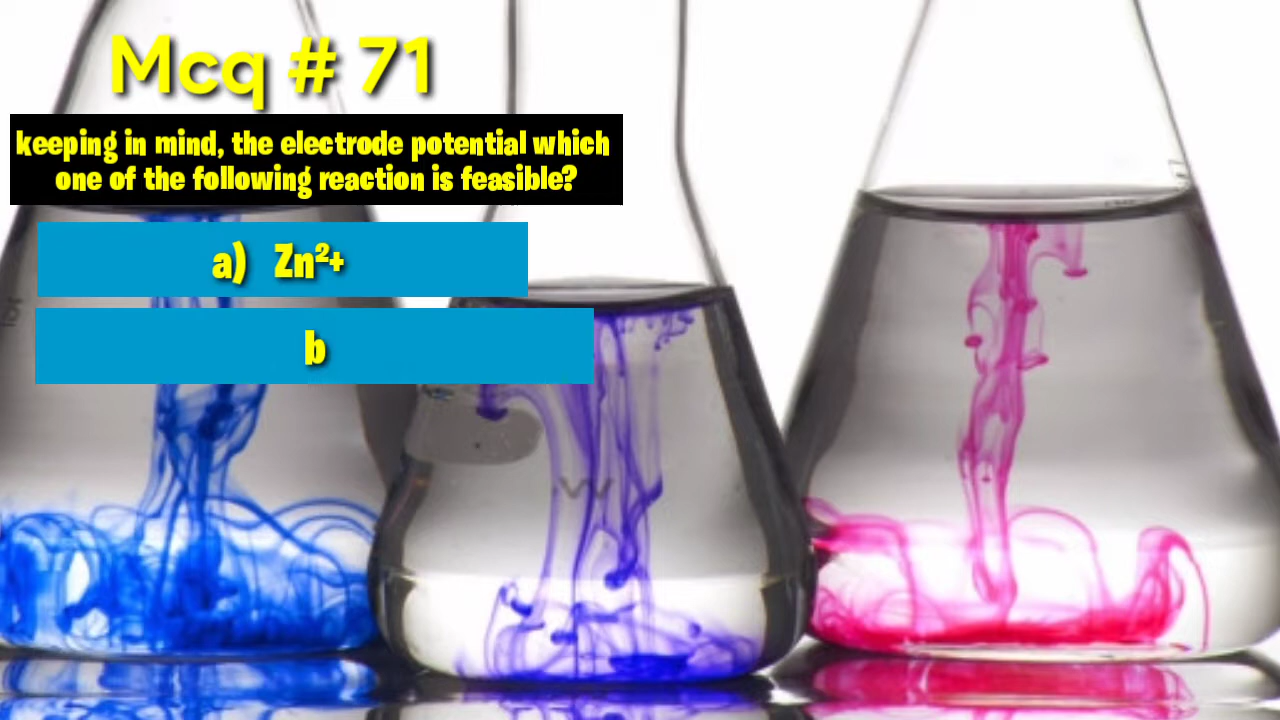 Mcq # 71
keeping in mind, the electrode potential which
one of the following reaction is feasible?
a) Zn²+
b